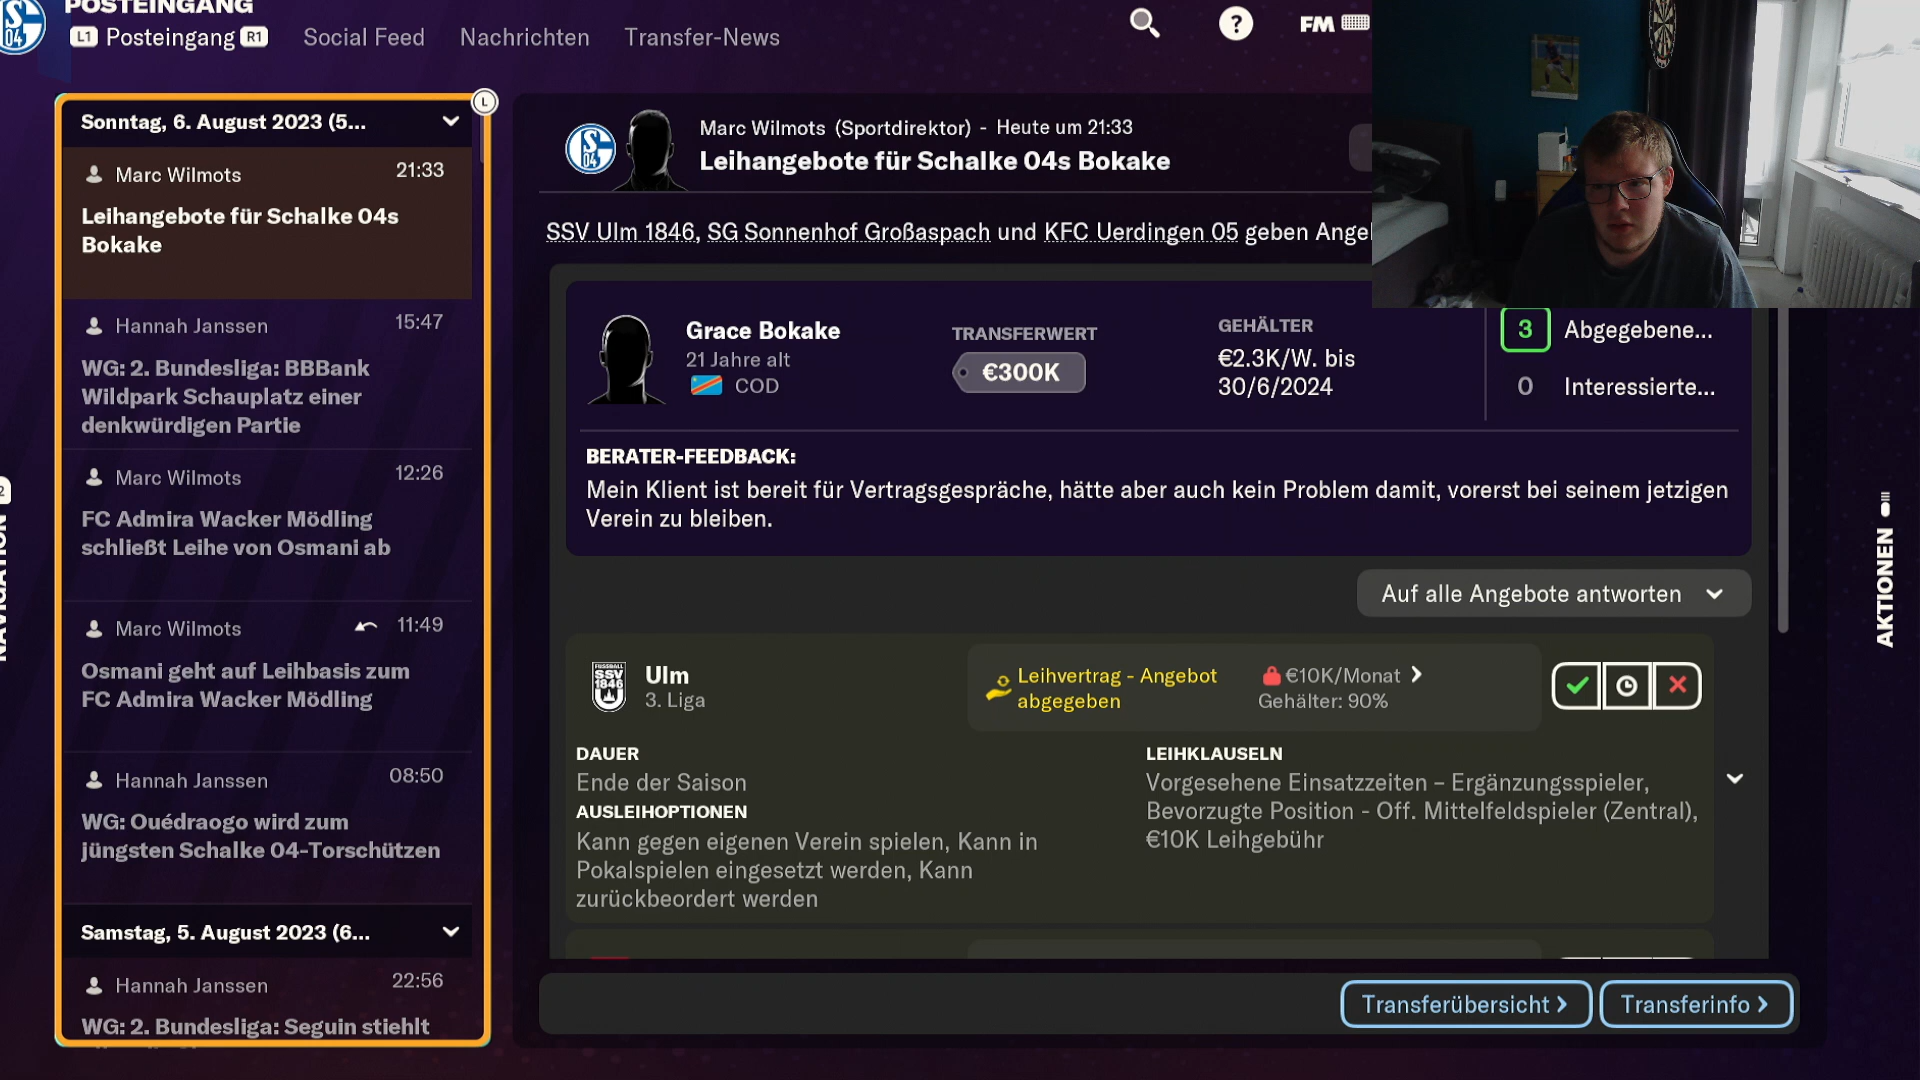 POSTEINGANG
L1 Posteingang R1 Social Feed Nachrichten Transfer-News
? FM
Sonntag, 6. August 2023 (5...
L
Marc Wilmots 21:33
Leihangebote für Schalke 04s
Bokake
Hannah Janssen 15:47
WG: 2. Bundesliga: BBBank
Wildpark Schauplatz einer
denkwürdigen Partie
Marc Wilmots 12:26
FC Admira Wacker Mödling
schließt Leihe von Osmani ab
Marc Wilmots 11:49
Osmani geht auf Leihbasis zum
FC Admira Wacker Mödling
Hannah Janssen 08:50
WG: Ouédraogo wird zum
jüngsten Schalke 04-Torschützen
Samstag, 5. August 2023 (6...
Hannah Janssen 22:56
WG: 2. Bundesliga: Seguin stiehlt
Marc Wilmots (Sportdirektor) - Heute um 21:33
Leihangebote für Schalke 04s Bokake
SSV Ulm 1846, SG Sonnenhof Großaspach und KFC Uerdingen 05 geben
Grace Bokake
21 Jahre alt
COD
TRANSFERWERT
€300K
GEHÄLTER
€2.3K/W. bis
30/6/2024
3 Abgegebene...
0 Interessierte...
BERATER-FEEDBACK:
Mein Klient ist bereit für Vertragsgespräche, hätte aber auch kein Problem damit, vorerst bei seinem jetzigen
Verein zu bleiben.
Auf alle Angebote antworten
Ulm
3. Liga
Leihvertrag - Angebot
abgegeben
€10K/Monat
Gehälter: 90%
DAUER
Ende der Saison
AUSLEIHOPTIONEN
Kann gegen eigenen Verein spielen, Kann in
Pokalspielen eingesetzt werden, Kann
zurückbeordert werden
LEIHKLAUSELN
Vorgesehene Einsatzzeiten – Ergänzungsspieler,
Bevorzugte Position - Off. Mittelfeldspieler (Zentral),
€10K Leihgebühr
Transferübersicht
Transferinfo
AKTIONEN